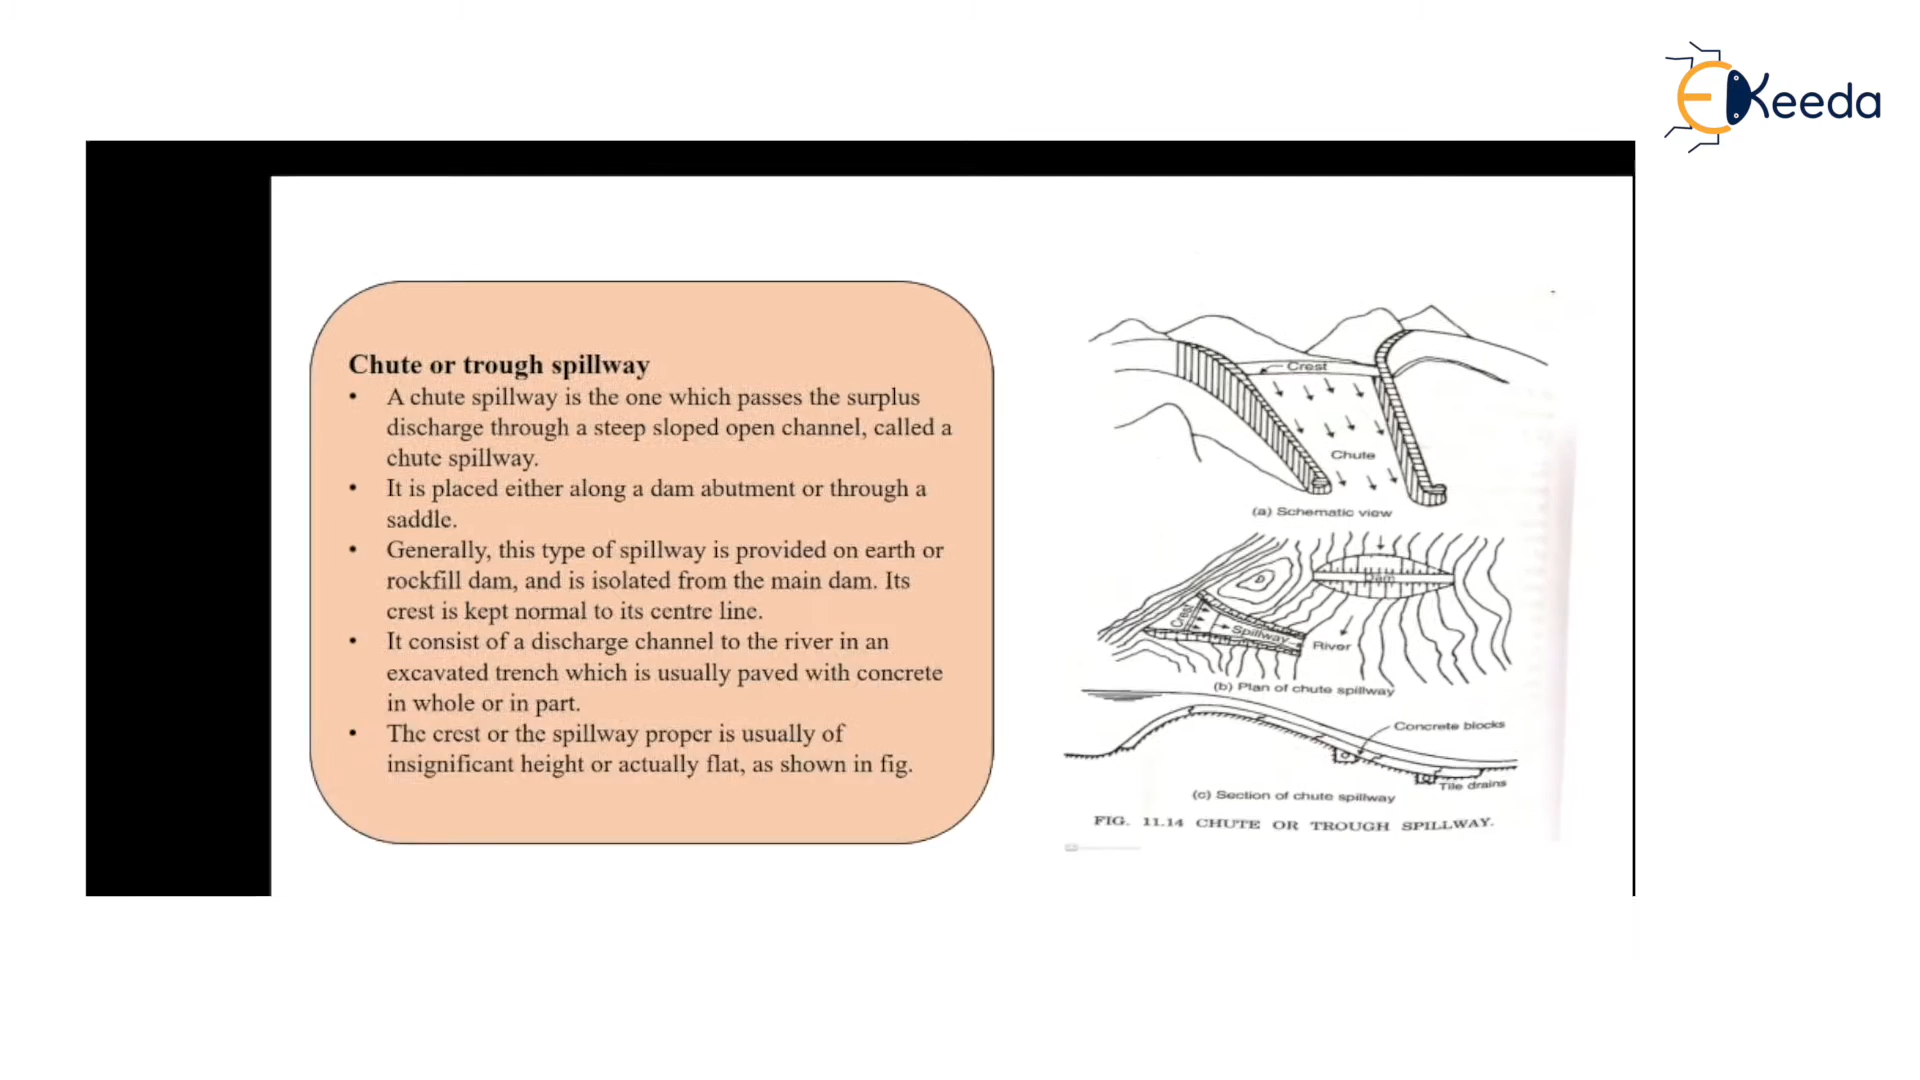 EKeeda
Chute or trough spillway
• A chute spillway is the one which passes the surplus
discharge through a steep sloped open channel, called a
chute spillway.
• It is placed either along a dam abutment or through a
saddle.
• Generally, this type of spillway is provided on earth or
rockfill dam, and is isolated from the main dam. Its
crest is kept normal to its centre line.
• It consist of a discharge channel to the river in an
excavated trench which is usually paved with concrete
in whole or in part.
• The crest or the spillway proper is usually of
insignificant height or actually flat, as shown in fig.
Crest
Chute
(a) Schematic view
Dam
Crest
Spillway
River
(b) Plan of chute spillway
Concrete blocks
Tile drains
(c) Section of chute spillway
FIG. 11.14 CHUTE OR TROUGH SPILLWAY.